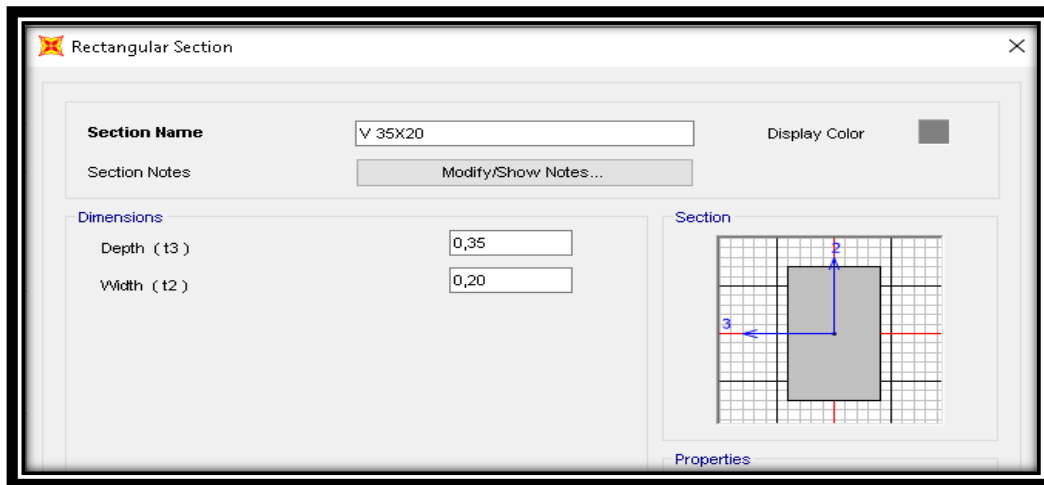 Rectangular Section
Section Name
V 35X20
Display Color
Section Notes
Modify/Show Notes...
Dimensions
Depth ( t3 )
0,35
Width ( t2 )
0,20
Section
2
3
Properties